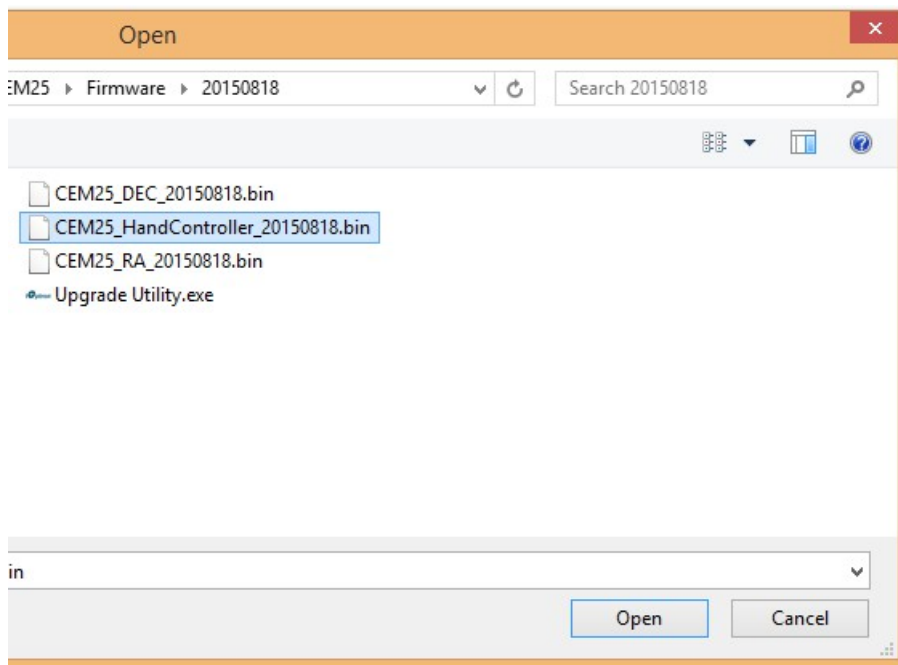 Open
EM25 Firmware 20150818
Search 20150818
CEM25_DEC_20150818.bin
CEM25_HandController_20150818.bin
CEM25_RA_20150818.bin
Upgrade Utility.exe
in
Open Cancel